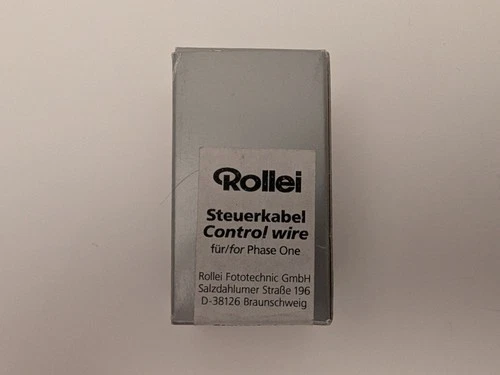 Rollei
Steuerkabel
Control wire
für/for Phase One
Rollei Fototechnic GmbH
Salzdahlumer Straße 196
D-38126 Braunschweig